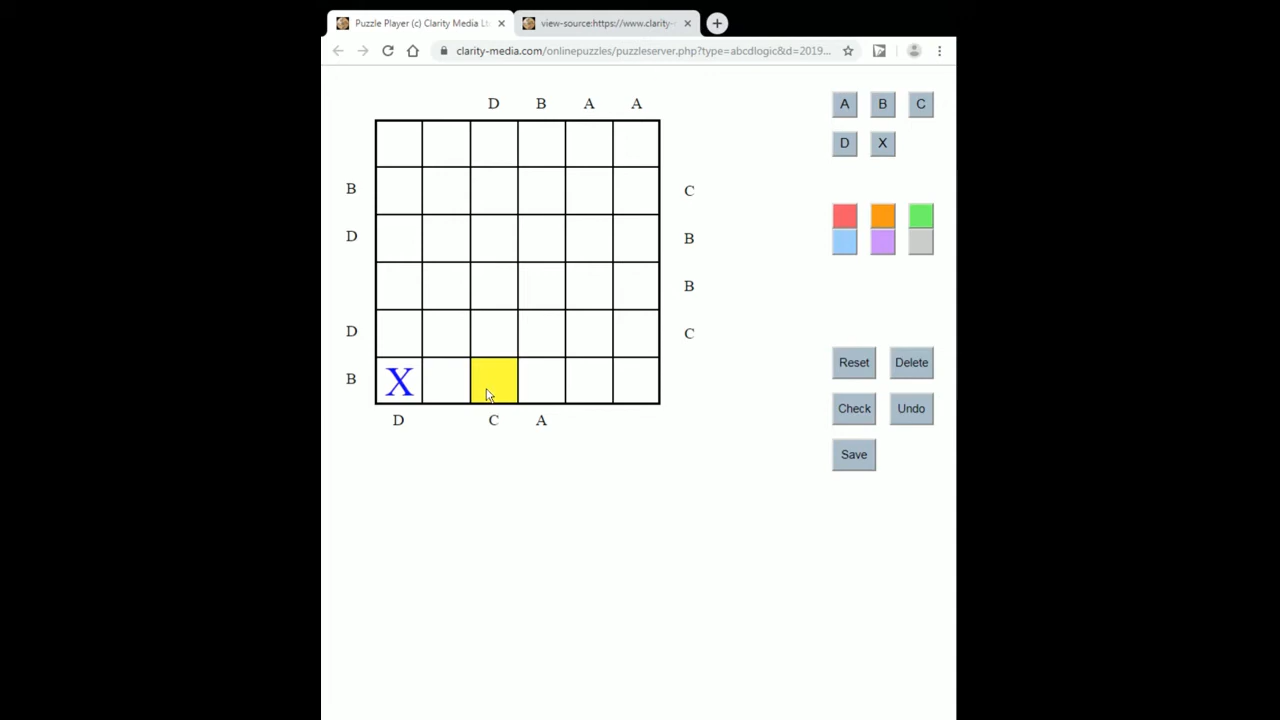 Puzzle Player (c) Clarity Media Lt
view-source:https://www.clarity-
clarity-media.com/onlinepuzzles/puzzleserver.php?type=abcdlogic&d=2019...
D B A A
A B C
D X
B C
D B
B
D C
B X
D C A
Reset Delete
Check Undo
Save